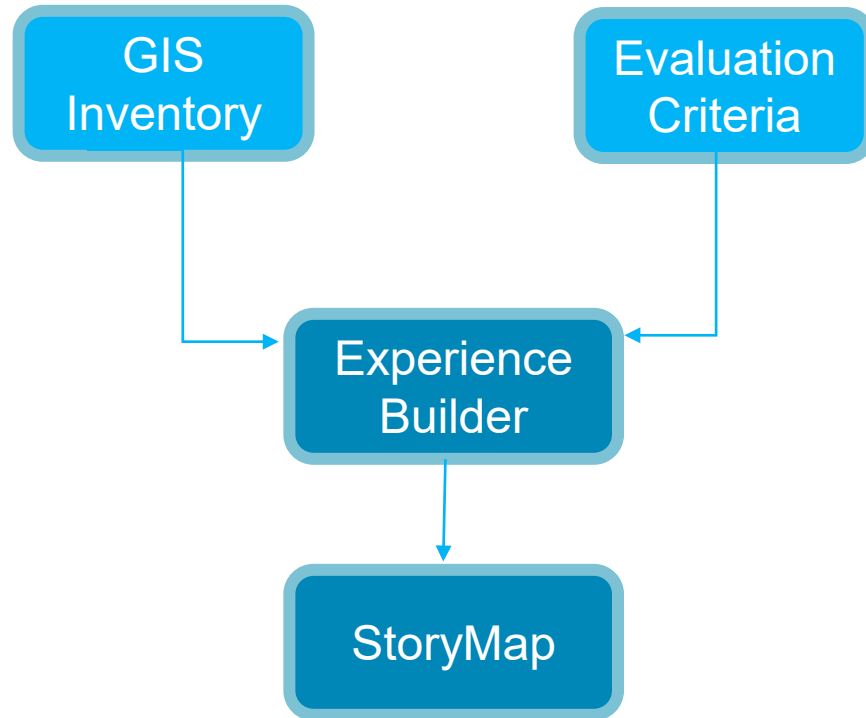 GIS
Inventory
Evaluation
Criteria
Experience
Builder
StoryMap